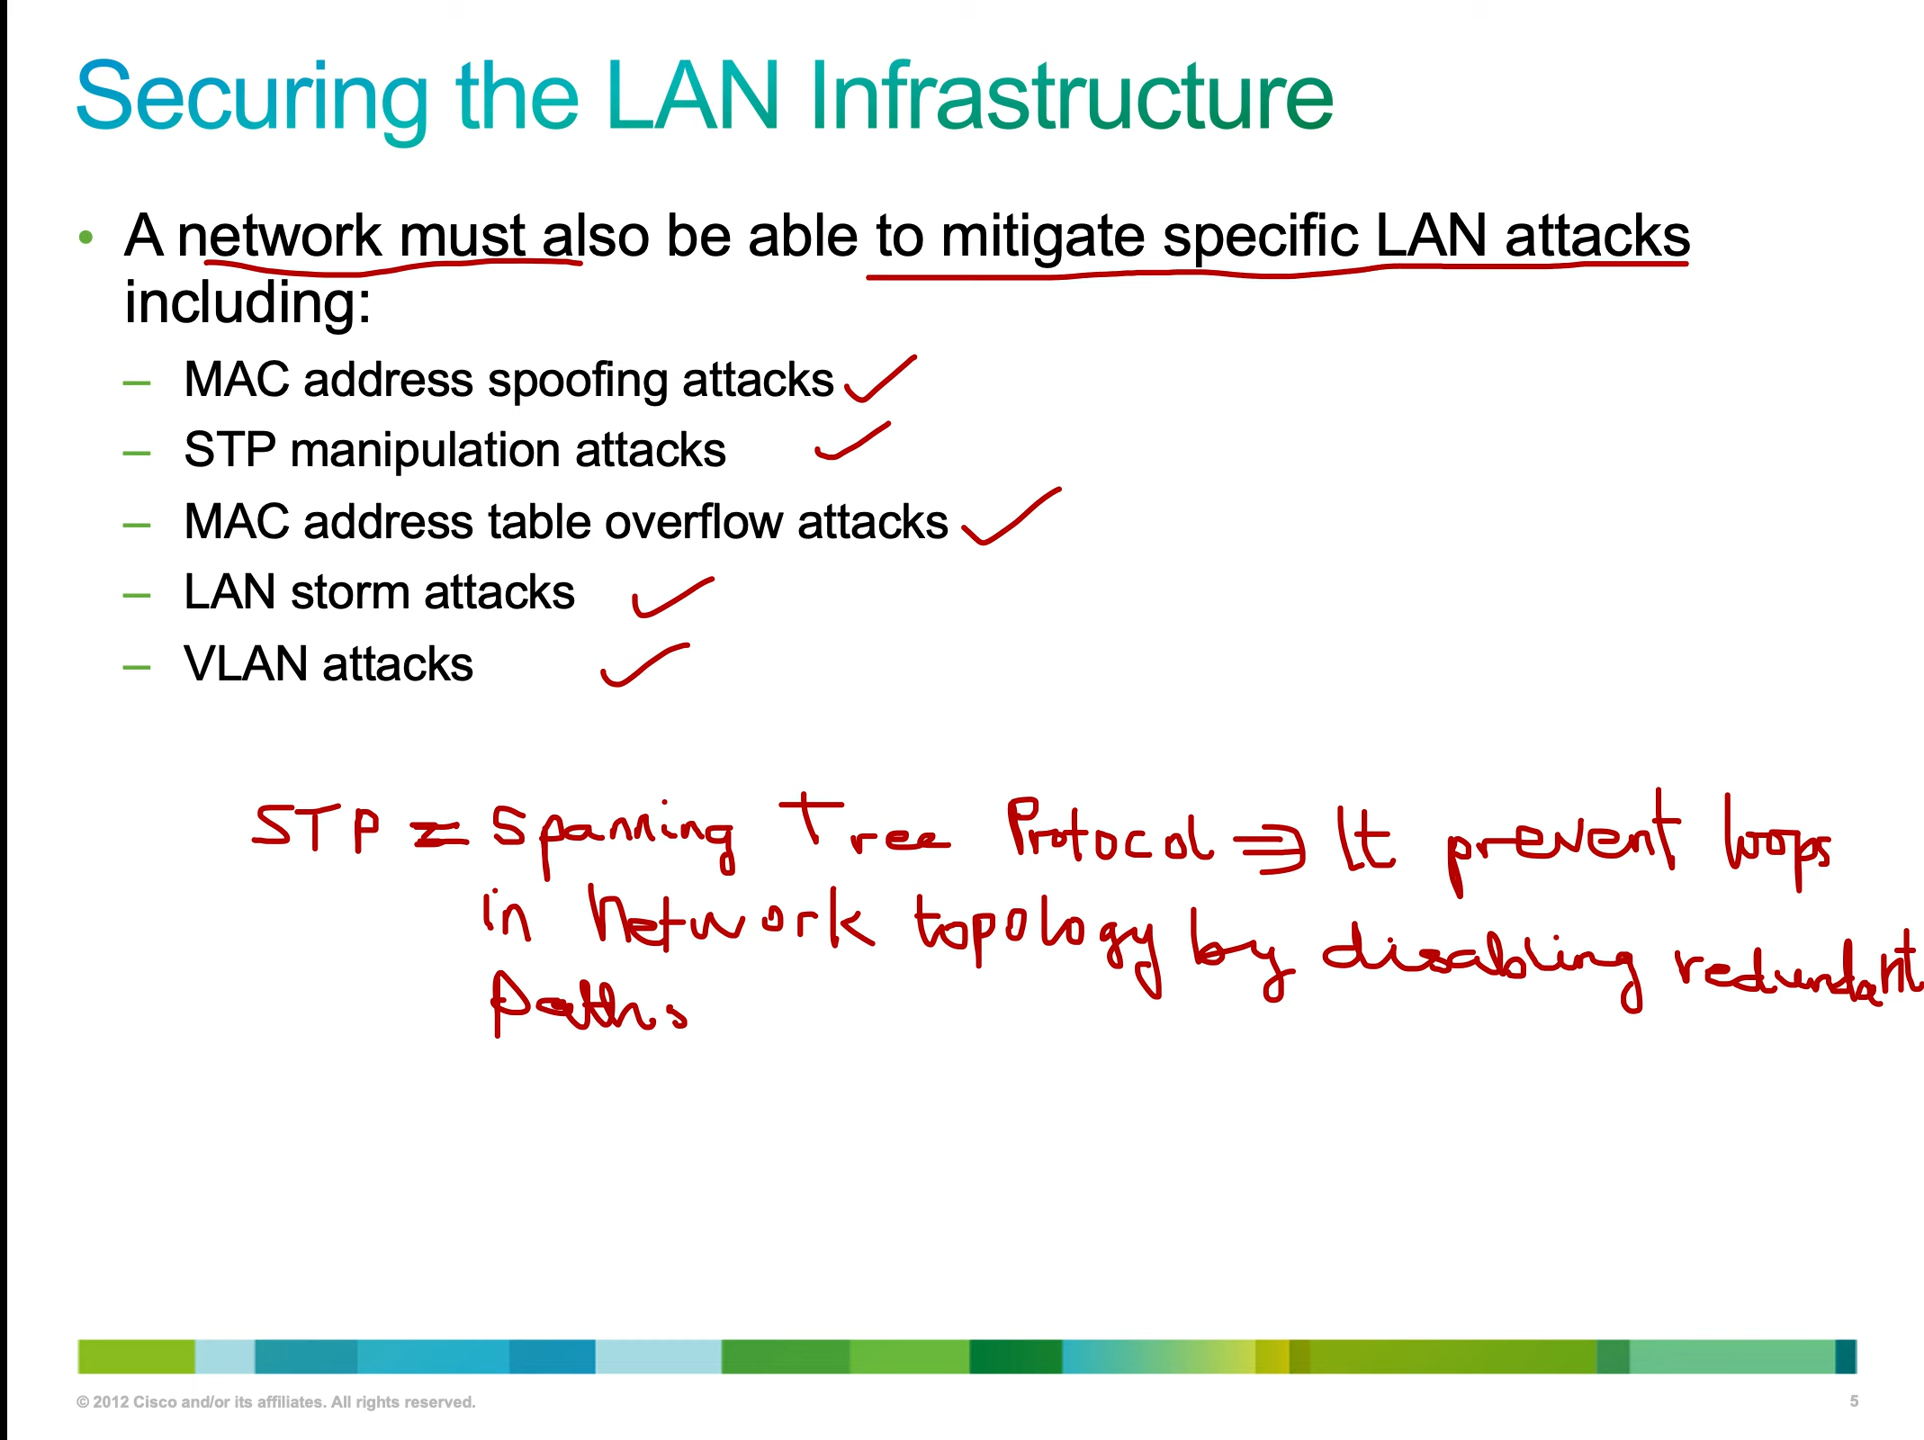 Securing the LAN Infrastructure
• A network must also be able to mitigate specific LAN attacks
including:
– MAC address spoofing attacks
– STP manipulation attacks
– MAC address table overflow attacks
– LAN storm attacks
– VLAN attacks
STP = Spanning Tree Protocol ⇒ It prevent loops
in Network topology by disabling redundant
paths
© 2012 Cisco and/or its affiliates. All rights reserved.
5